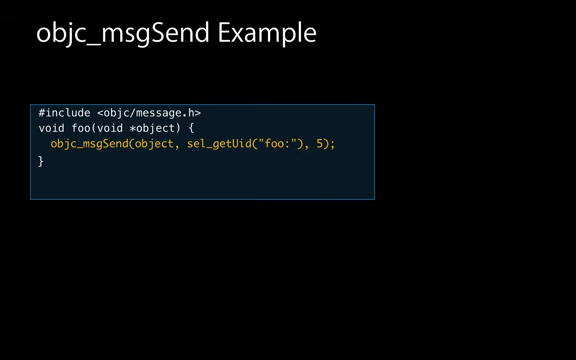 objc_msgSend Example
#include <objc/message.h>
void foo(void *object) {
objc_msgSend(object, sel_getUid("foo:"), 5);
}